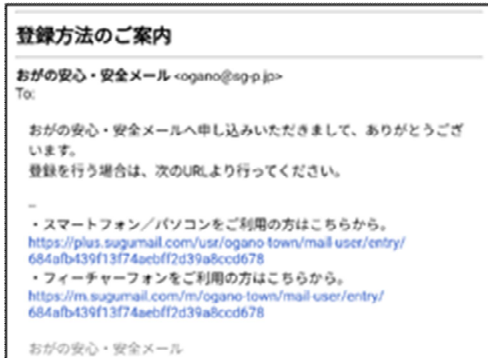 登録方法のご案内
おがの安心・安全メール <ogano@sg-p.jp>
To:
おがの安心・安全メールへ申し込みいただきまして、ありがとうござ
います。
登録を行う場合は、次のURLより行ってください。
--
・スマートフォン／パソコンをご利用の方はこちらから。
https://plus.sugumail.com/usr/ogano-town/mail-user/entry/
684afb439f13f74aebff2d39a8ccd678
・フィーチャーフォンをご利用の方はこちらから。
https://m.sugumail.com/m/ogano-town/mail-user/entry/
684afb439f13f74aebff2d39a8ccd678
おがの安心・安全メール